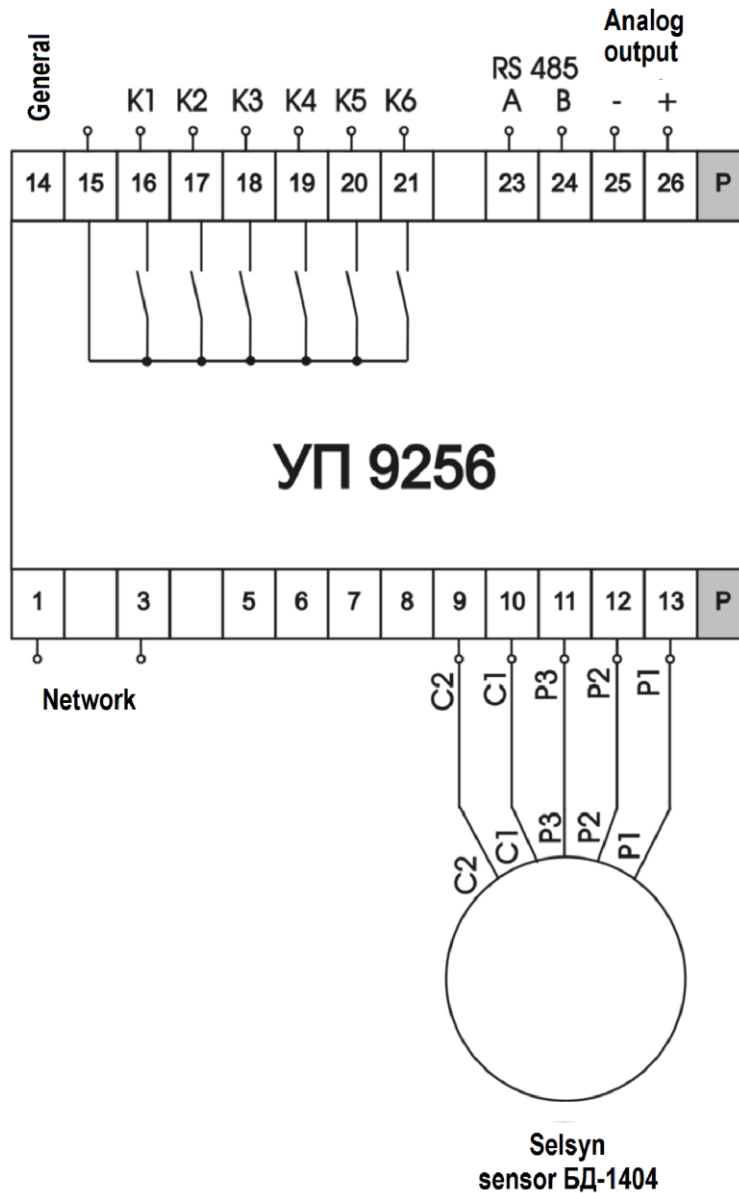 Analog
output
General
RS 485
K1 K2 K3 K4 K5 K6 A B - +
14 15 16 17 18 19 20 21 23 24 25 26 P
УП 9256
1 3 5 6 7 8 9 10 11 12 13 P
Network
C2 C1 P3 P2 P1
C2 C1 P3 P2 P1
Selsyn
sensor БД-1404